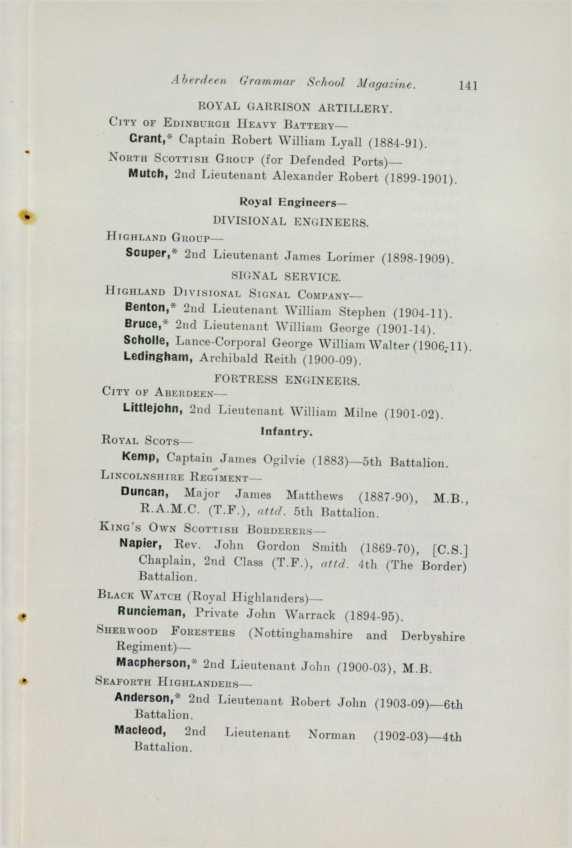 Aberdeen Grammar School Magazine. 141
ROYAL GARRISON ARTILLERY.
CITY OF EDINBURGH HEAVY BATTERY—
Grant,* Captain Robert William Lyall (1884-91).
NORTH SCOTTISH GROUP (for Defended Ports)—
Mutch, 2nd Lieutenant Alexander Robert (1899-1901).
Royal Engineers—
DIVISIONAL ENGINEERS.
HIGHLAND GROUP—
Souper,* 2nd Lieutenant James Lorimer (1898-1909).
SIGNAL SERVICE.
HIGHLAND DIVISIONAL SIGNAL COMPANY—
Benton,* 2nd Lieutenant William Stephen (1904-11).
Bruce,* 2nd Lieutenant William George (1901-14).
Scholle, Lance-Corporal George William Walter (1906-11).
Ledingham, Archibald Reith (1900-09).
FORTRESS ENGINEERS.
CITY OF ABERDEEN—
Littlejohn, 2nd Lieutenant William Milne (1901-02).
Infantry.
ROYAL SCOTS—
Kemp, Captain James Ogilvie (1883)—5th Battalion.
LINCOLNSHIRE REGIMENT—
Duncan, Major James Matthews (1887-90), M.B.,
R.A.M.C. (T.F.), attd. 5th Battalion.
KING'S OWN SCOTTISH BORDERERS—
Napier, Rev. John Gordon Smith (1869-70), [C.S.]
Chaplain, 2nd Class (T.F.), attd. 4th (The Border)
Battalion.
BLACK WATCH (Royal Highlanders)—
Runcieman, Private John Warrack (1894-95).
SHERWOOD FORESTERS (Nottinghamshire and Derbyshire
Regiment)—
Macpherson,* 2nd Lieutenant John (1900-03), M.B.
SEAFORTH HIGHLANDERS—
Anderson,* 2nd Lieutenant Robert John (1903-09)—6th
Battalion.
Macleod, 2nd Lieutenant Norman (1902-03)—4th
Battalion.